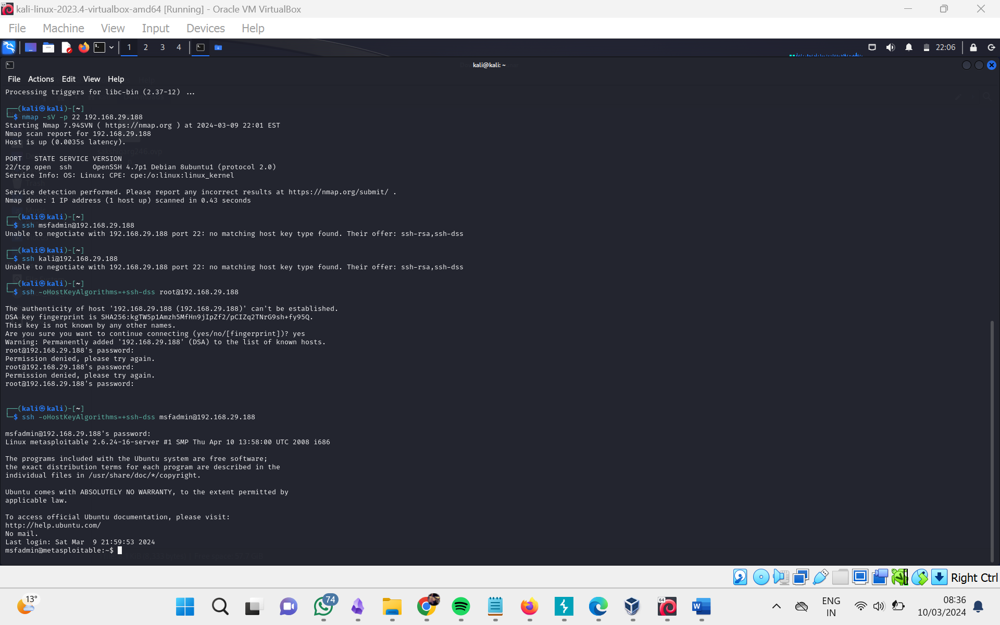 kali-linux-2023.4-virtualbox-amd64 [Running] - Oracle VM VirtualBox
File Machine View Input Devices Help
1 2 3 4 22:06
kali@kali: ~
File Actions Edit View Help
Processing triggers for libc-bin (2.37-12) ...
┌──(kali㉿kali)-[~]
└─$ nmap -sV -p 22 192.168.29.188
Starting Nmap 7.94SVN ( https://nmap.org ) at 2024-03-09 22:01 EST
Nmap scan report for 192.168.29.188
Host is up (0.0035s latency).
PORT   STATE SERVICE VERSION
22/tcp open  ssh     OpenSSH 4.7p1 Debian 8ubuntu1 (protocol 2.0)
Service Info: OS: Linux; CPE: cpe:/o:linux:linux_kernel
Service detection performed. Please report any incorrect results at https://nmap.org/submit/ .
Nmap done: 1 IP address (1 host up) scanned in 0.43 seconds
┌──(kali㉿kali)-[~]
└─$ ssh msfadmin@192.168.29.188
Unable to negotiate with 192.168.29.188 port 22: no matching host key type found. Their offer: ssh-rsa,ssh-dss
┌──(kali㉿kali)-[~]
└─$ ssh kali@192.168.29.188
Unable to negotiate with 192.168.29.188 port 22: no matching host key type found. Their offer: ssh-rsa,ssh-dss
┌──(kali㉿kali)-[~]
└─$ ssh -oHostKeyAlgorithms=+ssh-dss root@192.168.29.188
The authenticity of host '192.168.29.188 (192.168.29.188)' can't be established.
DSA key fingerprint is SHA256:kgTW5p1Amzh5MfHn9jIpZf2/pCIZq2TNrG9sh+fy95Q.
This key is not known by any other names.
Are you sure you want to continue connecting (yes/no/[fingerprint])? yes
Warning: Permanently added '192.168.29.188' (DSA) to the list of known hosts.
root@192.168.29.188's password:
Permission denied, please try again.
root@192.168.29.188's password:
Permission denied, please try again.
root@192.168.29.188's password:
┌──(kali㉿kali)-[~]
└─$ ssh -oHostKeyAlgorithms=+ssh-dss msfadmin@192.168.29.188
msfadmin@192.168.29.188's password:
Linux metasploitable 2.6.24-16-server #1 SMP Thu Apr 10 13:58:00 UTC 2008 i686
The programs included with the Ubuntu system are free software;
the exact distribution terms for each program are described in the
individual files in /usr/share/doc/*/copyright.
Ubuntu comes with ABSOLUTELY NO WARRANTY, to the extent permitted by
applicable law.
To access official Ubuntu documentation, please visit:
http://help.ubuntu.com/
No mail.
Last login: Sat Mar  9 21:59:53 2024
msfadmin@metasploitable:~$
Right Ctrl
13°
74
64
W
ENG
IN
08:36
10/03/2024